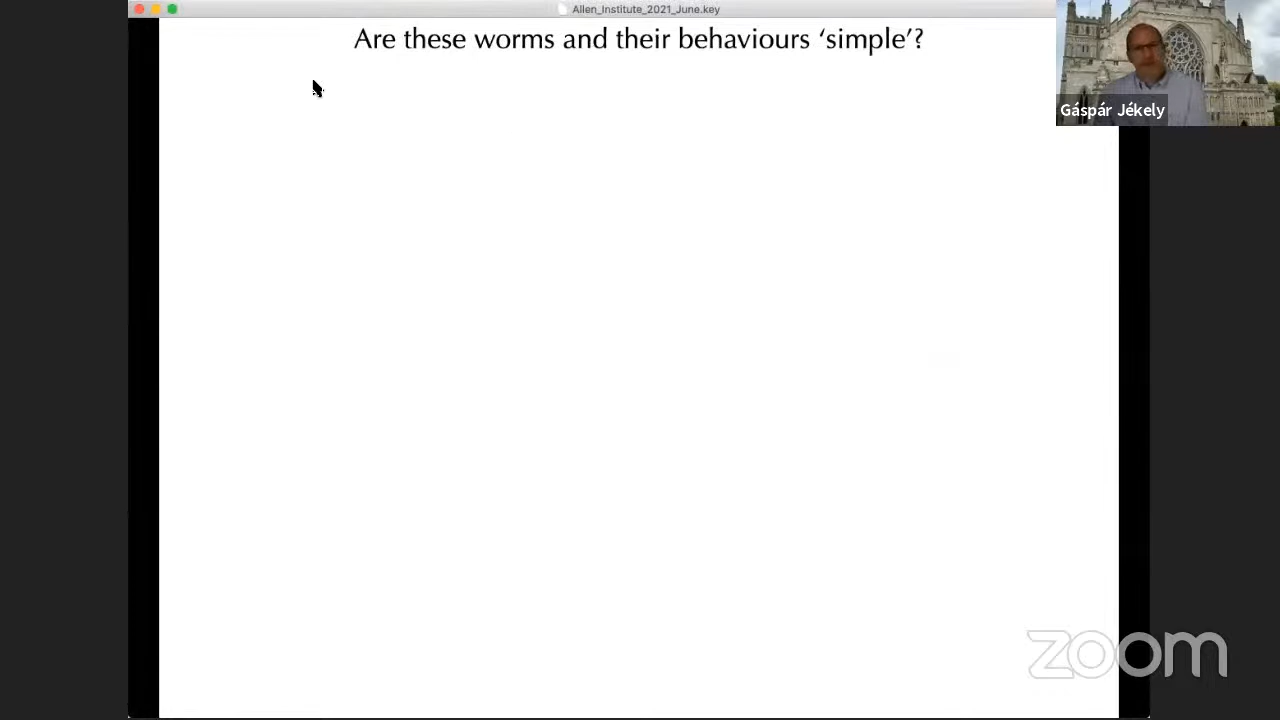 Allen_Institute_2021_June.key
Are these worms and their behaviours ‘simple’?
Gáspár Jékely
zoom